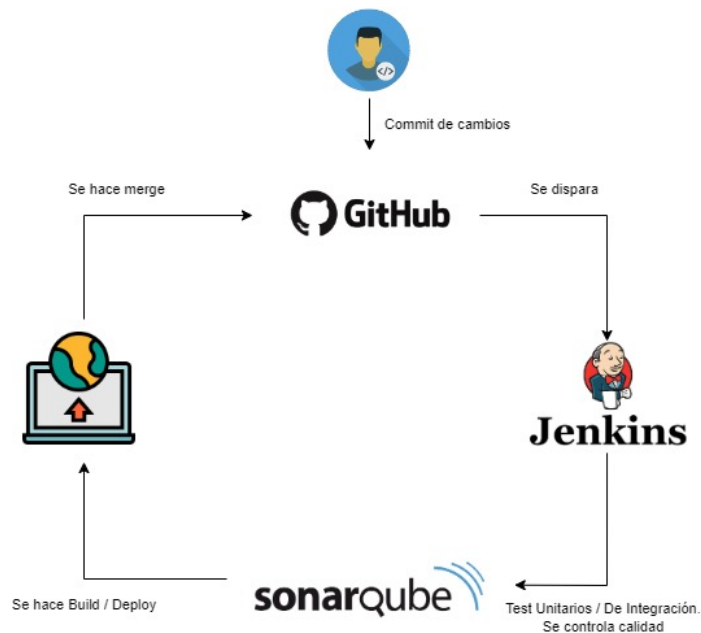 </>
Commit de cambios
Se hace merge
GitHub
Se dispara
Jenkins
sonarqube
Se hace Build / Deploy
Test Unitarios / De Integración.
Se controla calidad